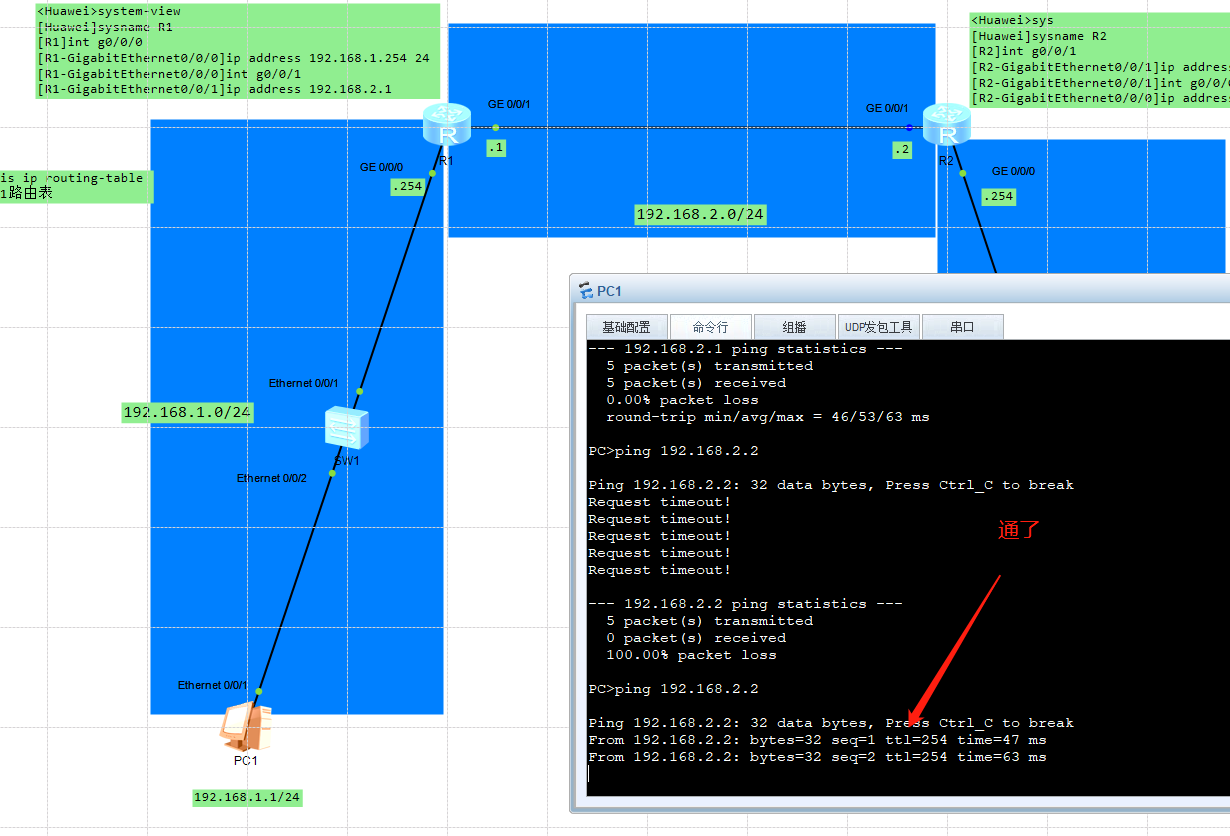 <Huawei>system-view
[Huawei]sysname R1
[R1]int g0/0/0
[R1-GigabitEthernet0/0/0]ip address 192.168.1.254 24
[R1-GigabitEthernet0/0/0]int g0/0/1
[R1-GigabitEthernet0/0/1]ip address 192.168.2.1
<Huawei>sys
[Huawei]sysname R2
[R2]int g0/0/1
[R2-GigabitEthernet0/0/1]ip address
[R2-GigabitEthernet0/0/1]int g0/0/0
[R2-GigabitEthernet0/0/0]ip address
GE 0/0/1
GE 0/0/1
R
R
R1
R2
.1
.2
GE 0/0/0
GE 0/0/0
.254
.254
is ip routing-table
1路由表
192.168.2.0/24
Ethernet 0/0/1
192.168.1.0/24
SW1
Ethernet 0/0/2
Ethernet 0/0/1
PC1
192.168.1.1/24
PC1
基础配置
命令行
组播
UDP发包工具
串口
--- 192.168.2.1 ping statistics ---
5 packet(s) transmitted
5 packet(s) received
0.00% packet loss
round-trip min/avg/max = 46/53/63 ms
PC>ping 192.168.2.2
Ping 192.168.2.2: 32 data bytes, Press Ctrl_C to break
Request timeout!
Request timeout!
Request timeout!
Request timeout!
Request timeout!
通了
--- 192.168.2.2 ping statistics ---
5 packet(s) transmitted
0 packet(s) received
100.00% packet loss
PC>ping 192.168.2.2
Ping 192.168.2.2: 32 data bytes, Press Ctrl_C to break
From 192.168.2.2: bytes=32 seq=1 ttl=254 time=47 ms
From 192.168.2.2: bytes=32 seq=2 ttl=254 time=63 ms